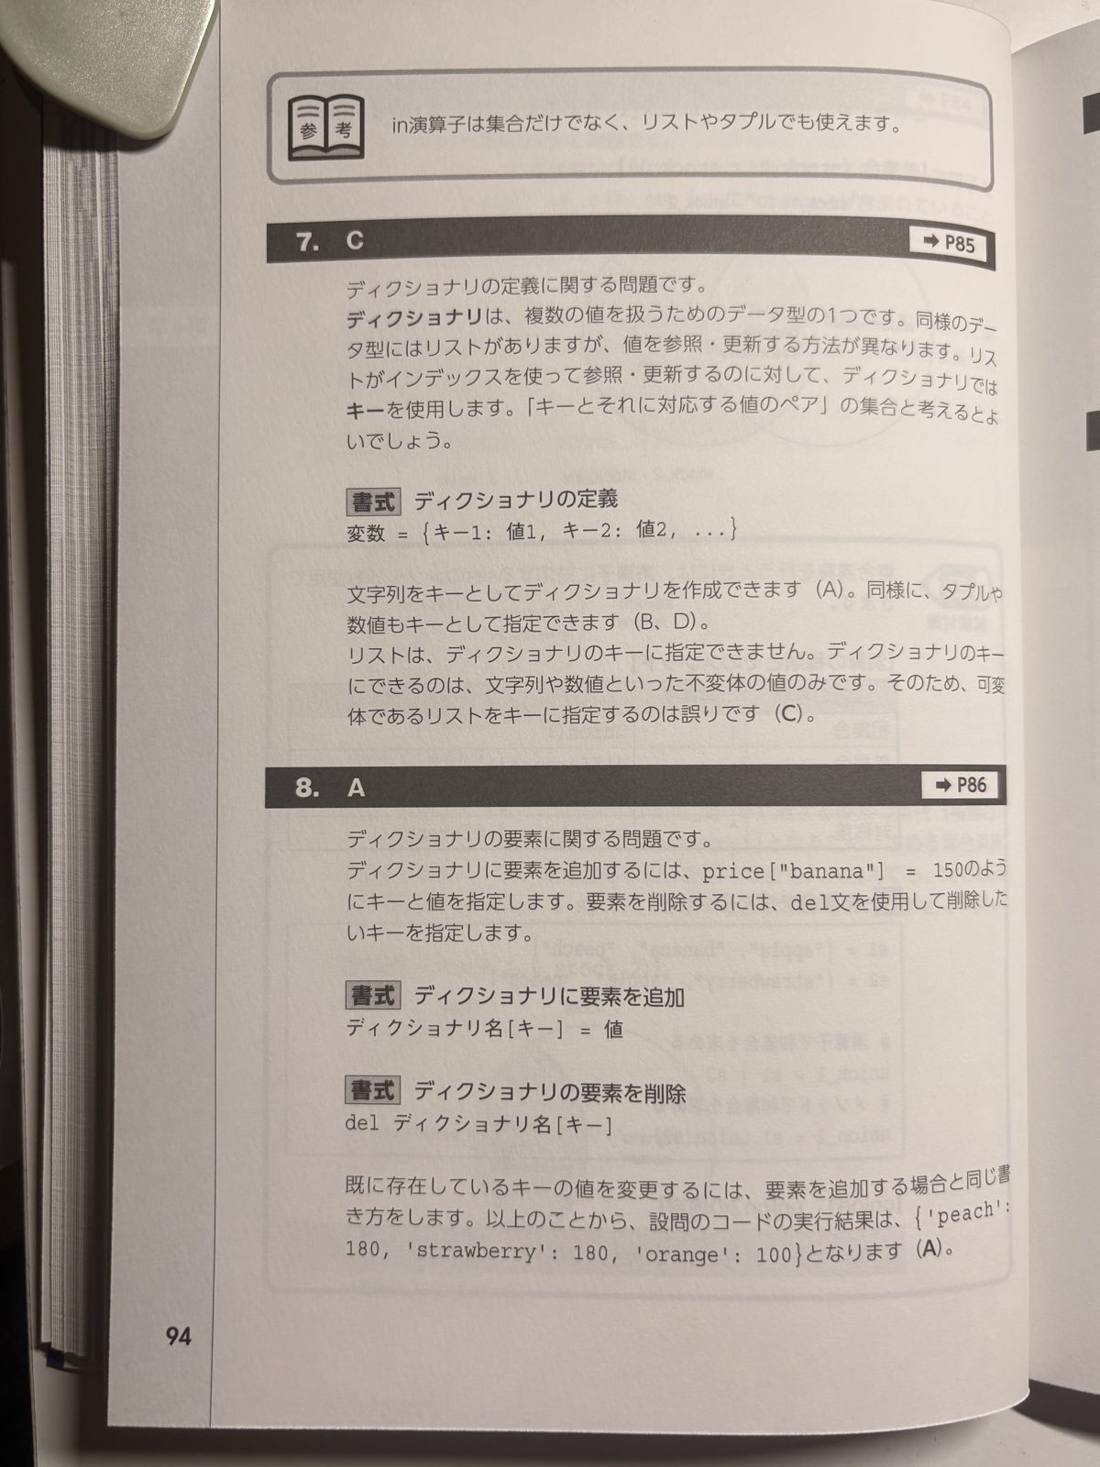 参考
in演算子は集合だけでなく、リストやタプルでも使えます。
7. C
➡ P85
ディクショナリの定義に関する問題です。
ディクショナリは、複数の値を扱うためのデータ型の1つです。同様のデー
タ型にはリストがありますが、値を参照・更新する方法が異なります。リス
トがインデックスを使って参照・更新するのに対して、ディクショナリでは
キーを使用します。「キーとそれに対応する値のペア」の集合と考えるとよ
いでしょう。
書式 ディクショナリの定義
変数 = {キー1: 値1, キー2: 値2, ...}
文字列をキーとしてディクショナリを作成できます（A）。同様に、タプルや
数値もキーとして指定できます（B、D）。
リストは、ディクショナリのキーに指定できません。ディクショナリのキー
にできるのは、文字列や数値といった不変体の値のみです。そのため、可変
体であるリストをキーに指定するのは誤りです（C）。
8. A
➡ P86
ディクショナリの要素に関する問題です。
ディクショナリに要素を追加するには、price["banana"] = 150のよう
にキーと値を指定します。要素を削除するには、del文を使用して削除した
いキーを指定します。
書式 ディクショナリに要素を追加
ディクショナリ名[キー] = 値
書式 ディクショナリの要素を削除
del ディクショナリ名[キー]
既に存在しているキーの値を変更するには、要素を追加する場合と同じ書
き方をします。以上のことから、設問のコードの実行結果は、{'peach':
180, 'strawberry': 180, 'orange': 100}となります（A）。
94